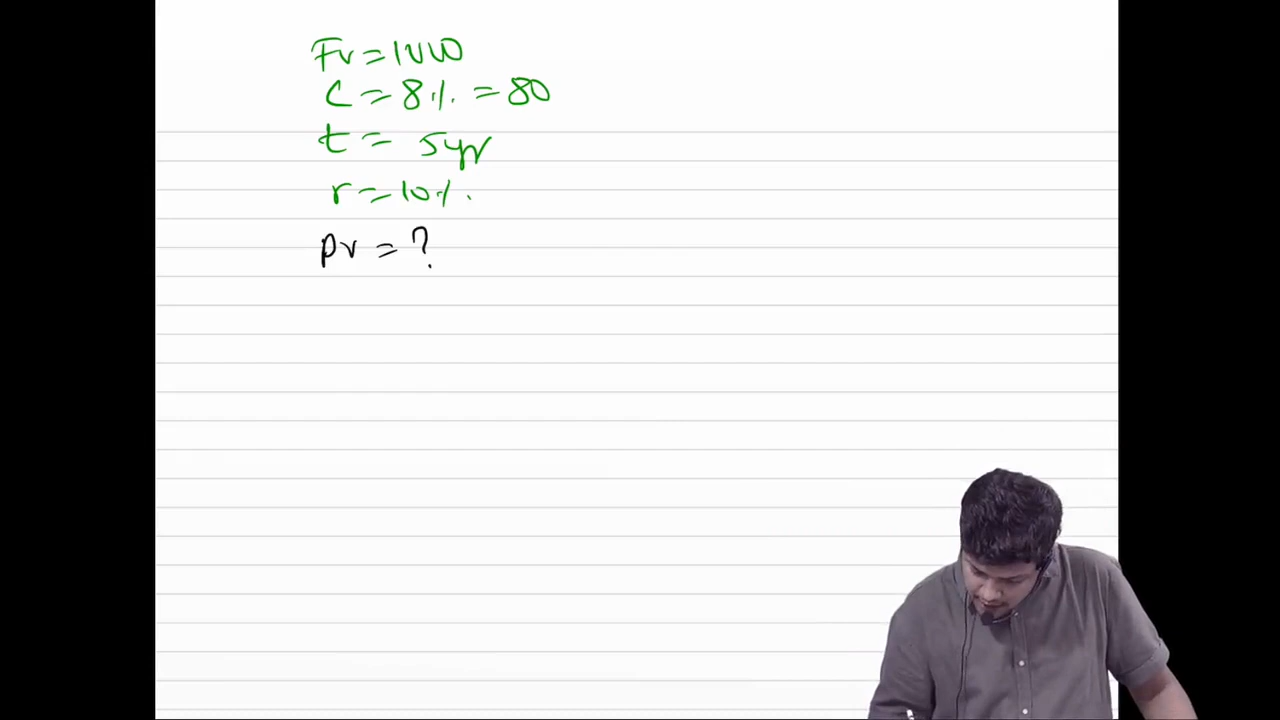 Fv = 1000
C = 8% = 80
t = 5yr
r = 10%.
pv = ?